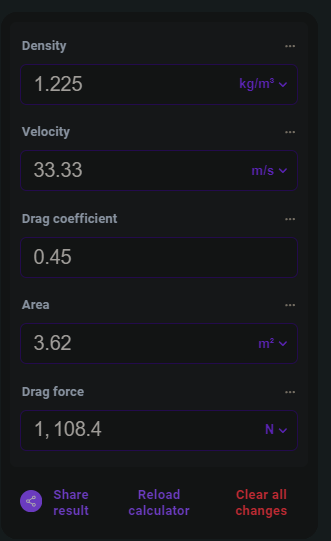 Density
...
1.225
kg/m³
Velocity
...
33.33
m/s
Drag coefficient
...
0.45
Area
...
3.62
m²
Drag force
...
1,108.4
N
Share result
Reload calculator
Clear all changes